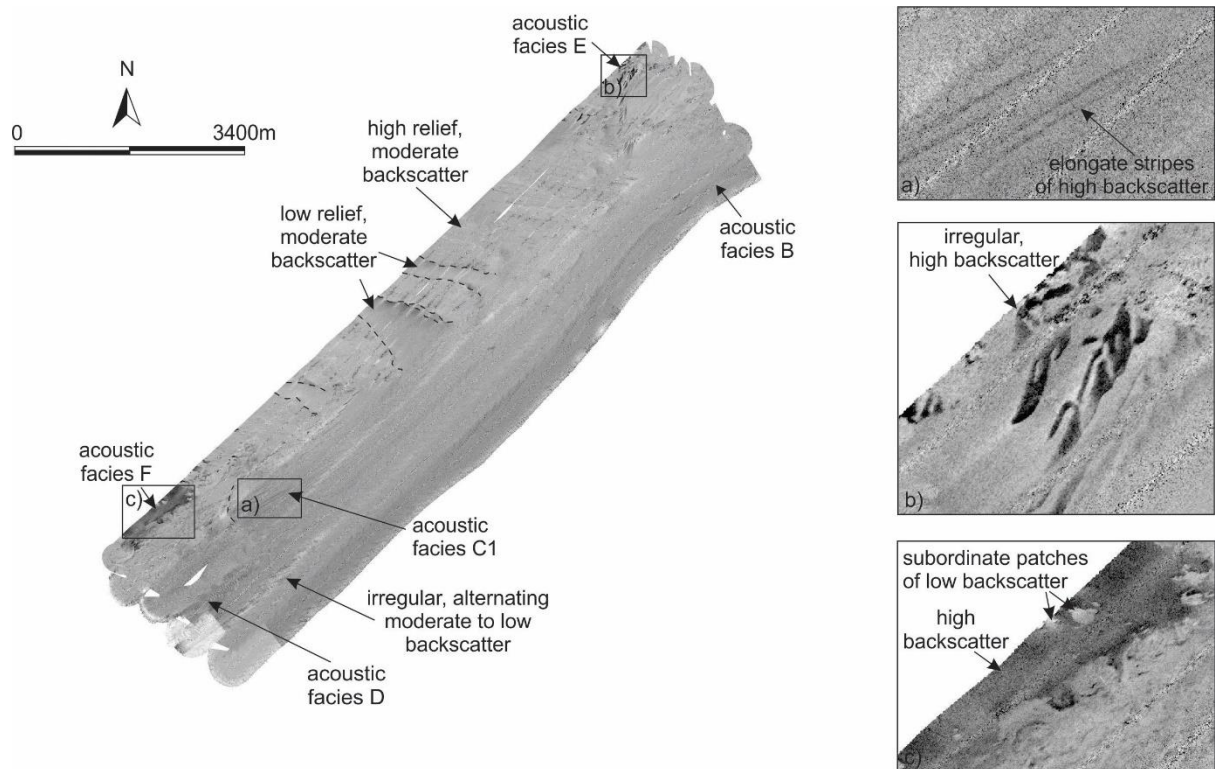 acoustic
facies E
b)
N
0
3400m
high relief,
moderate
backscatter
low relief,
moderate
backscatter
acoustic
facies B
acoustic
facies F
c)
a)
acoustic
facies C1
irregular, alternating
moderate to low
backscatter
acoustic
facies D
elongate stripes
of high backscatter
a)
irregular,
high backscatter
b)
subordinate patches
of low backscatter
high
backscatter
c)